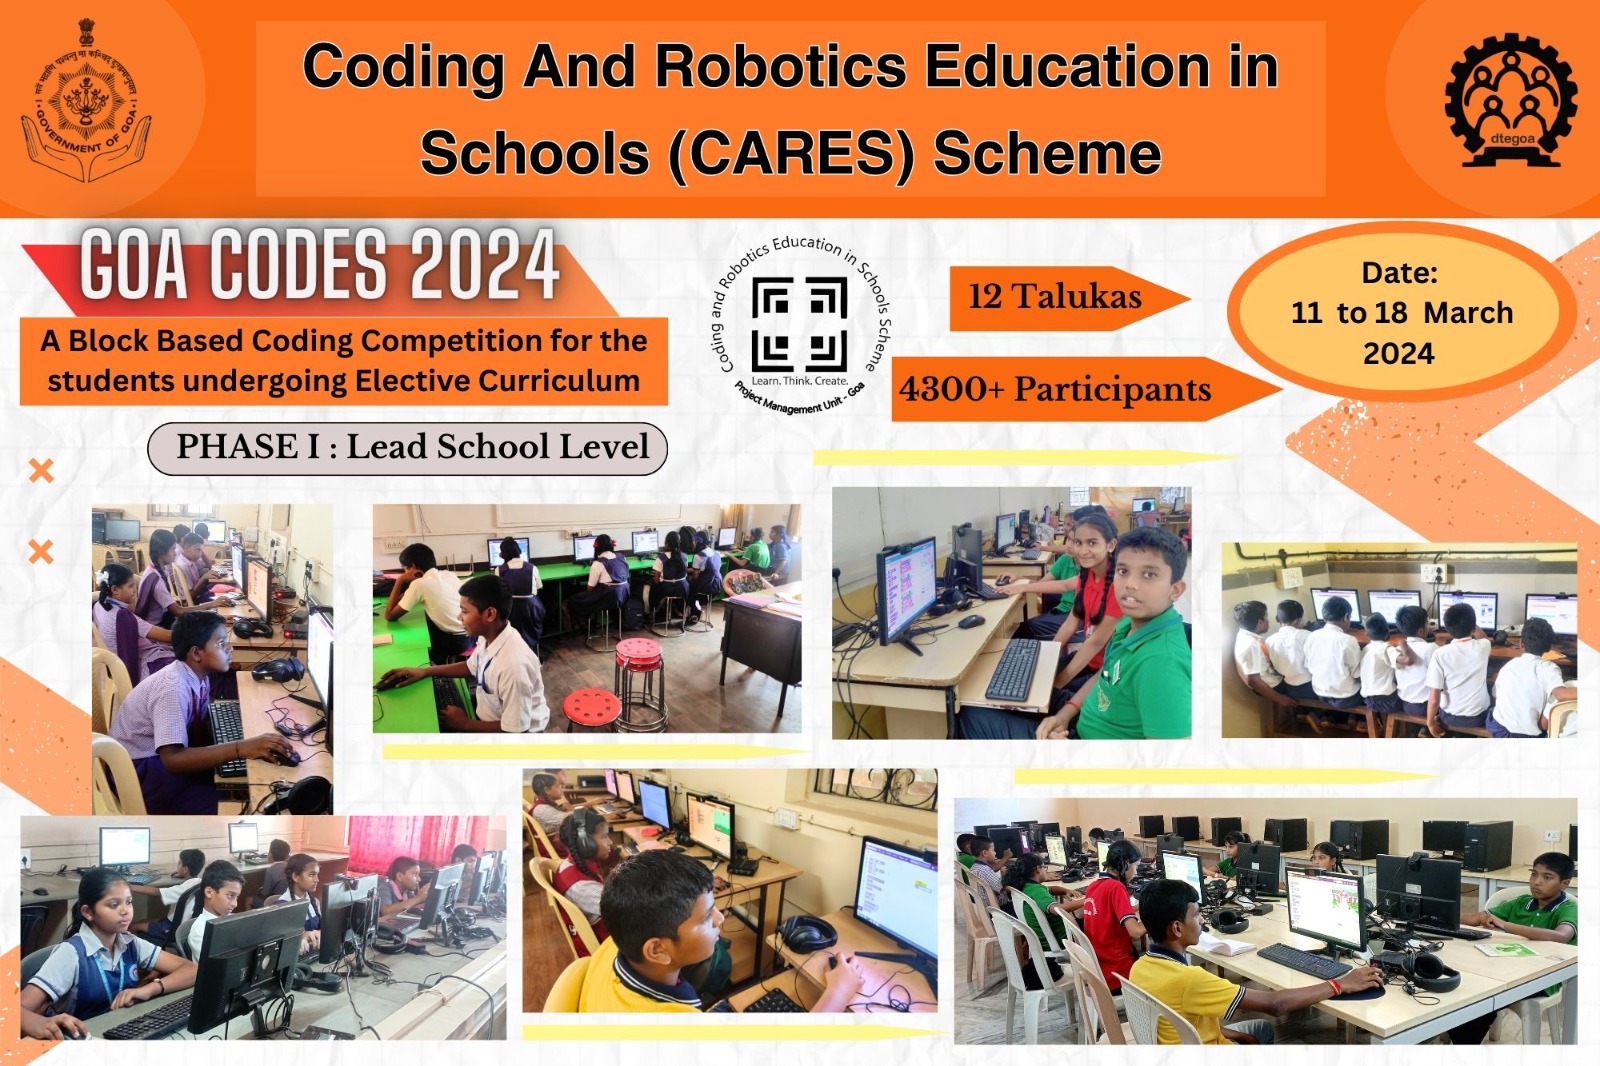 Coding And Robotics Education in
Schools (CARES) Scheme
GOVERNMENT OF GOA
dtegoa
GOA CODES 2024
A Block Based Coding Competition for the
students undergoing Elective Curriculum
PHASE I : Lead School Level
Coding and Robotics Education in Schools Scheme
Learn. Think. Create.
Project Management Unit - Goa
12 Talukas
4300+ Participants
Date:
11 to 18 March
2024